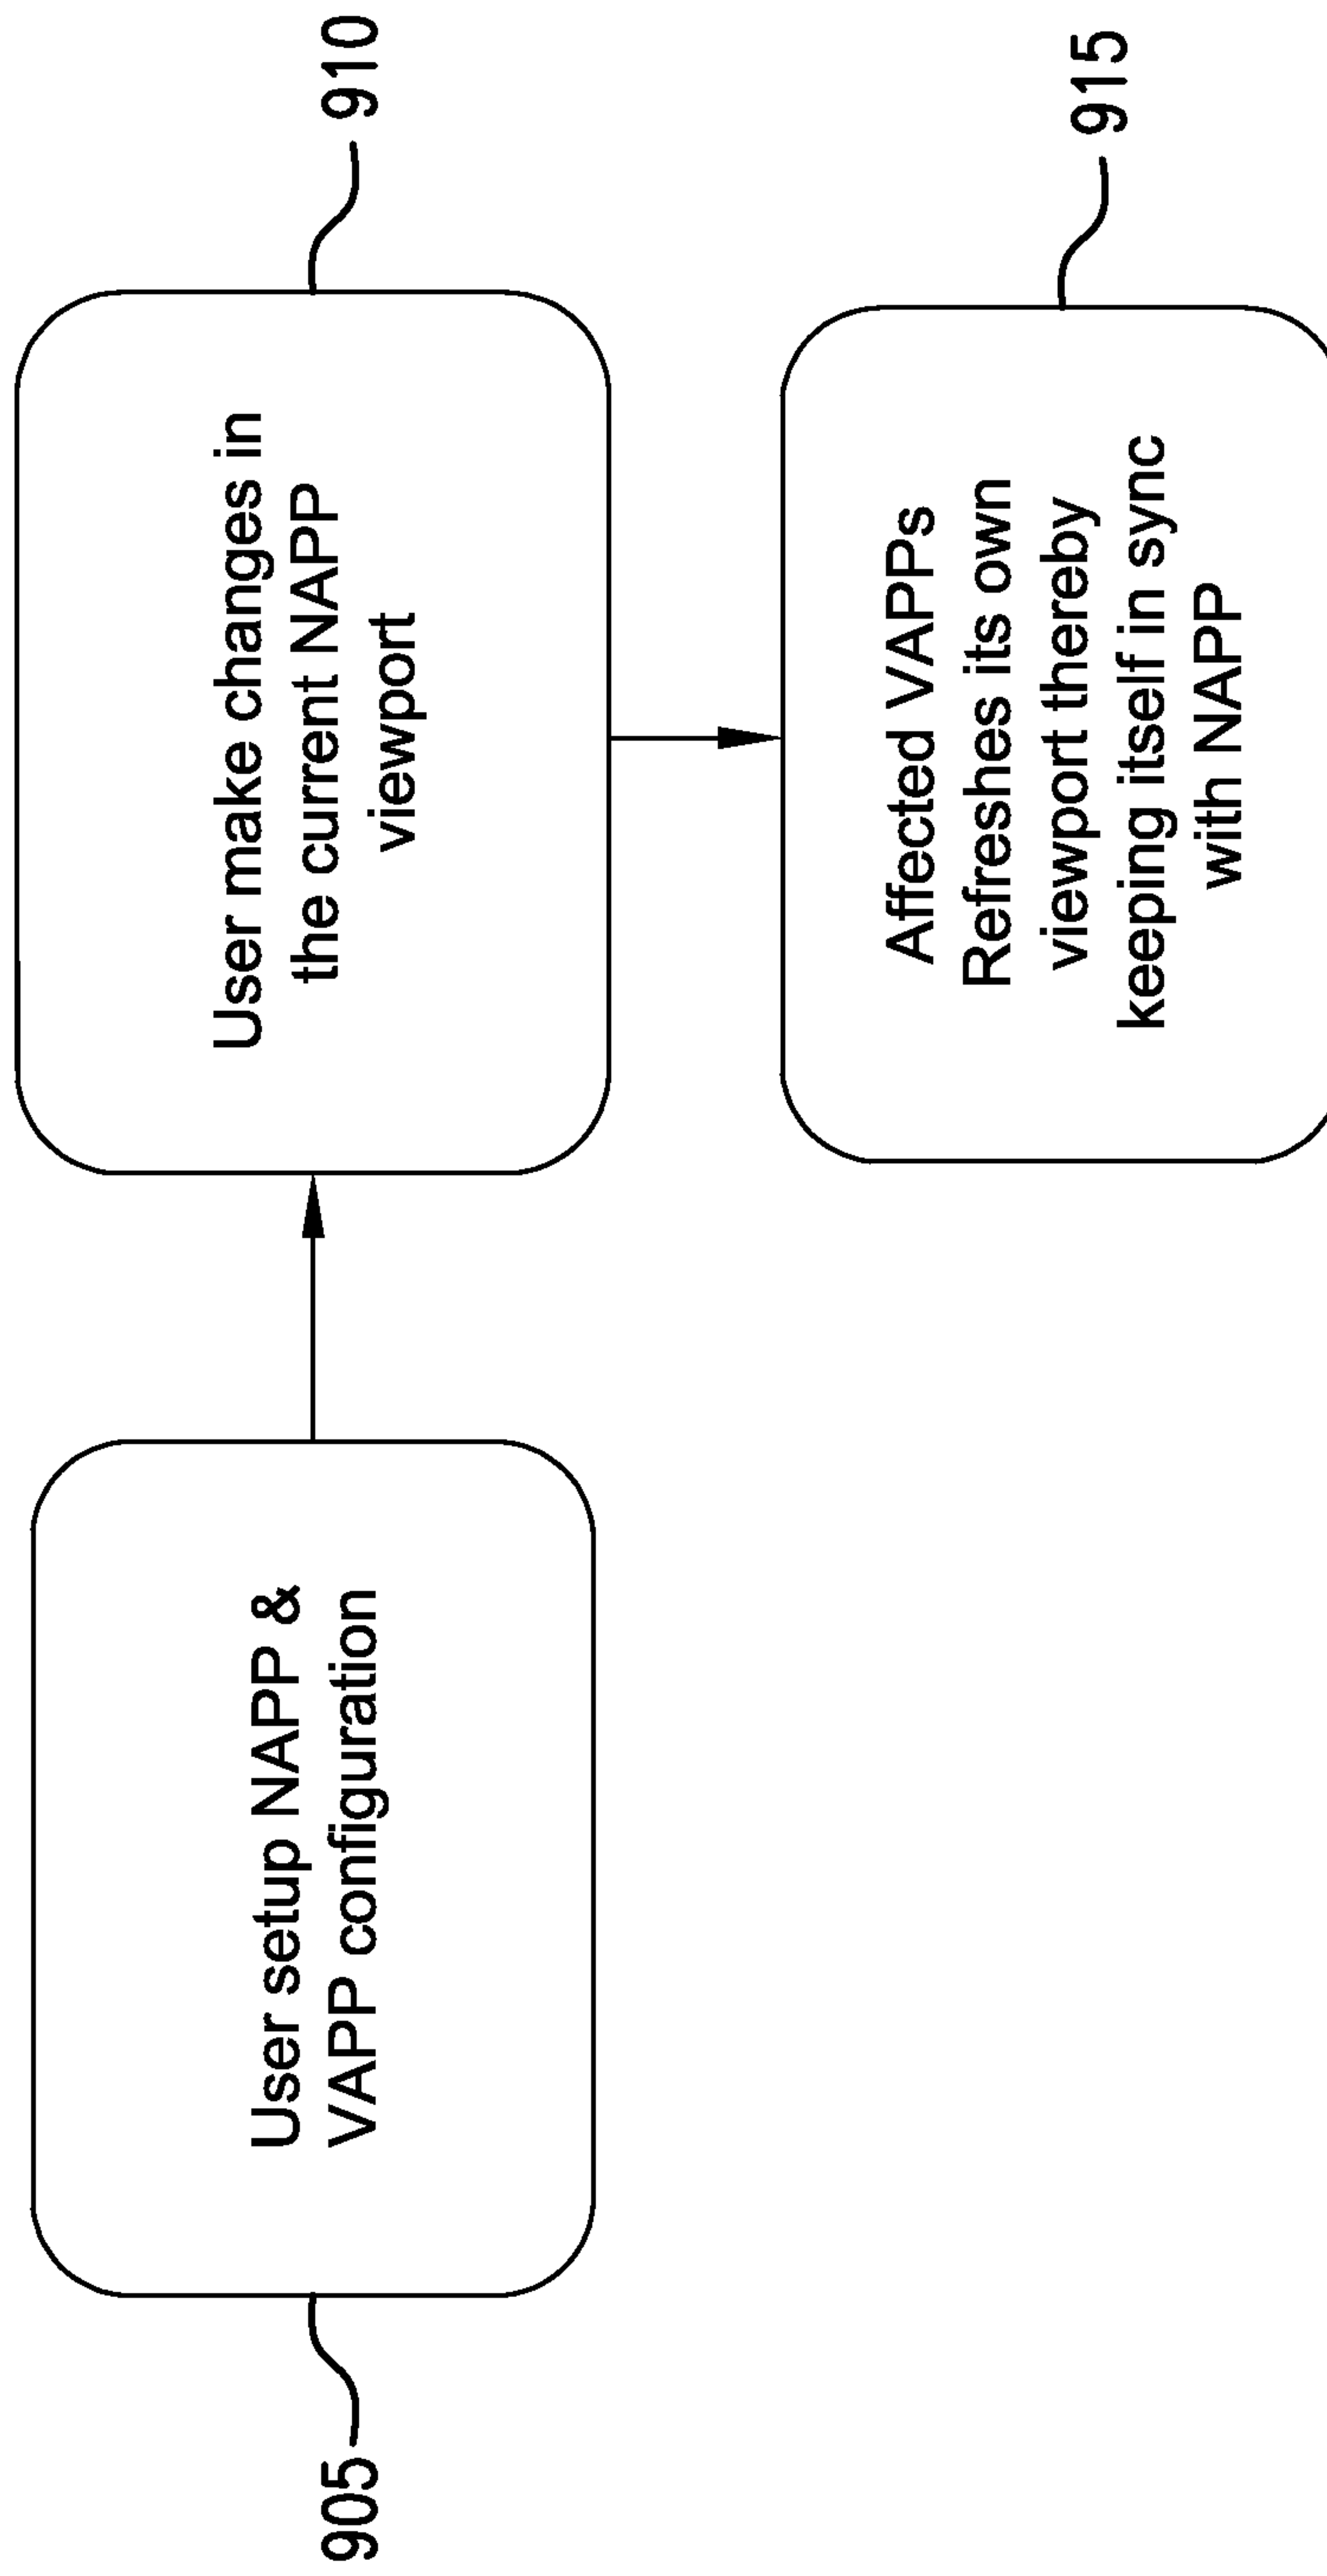 905
User setup NAPP &
VAPP configuration
User make changes in
the current NAPP
viewport
910
Affected VAPPs
Refreshes its own
viewport thereby
keeping itself in sync
with NAPP
915